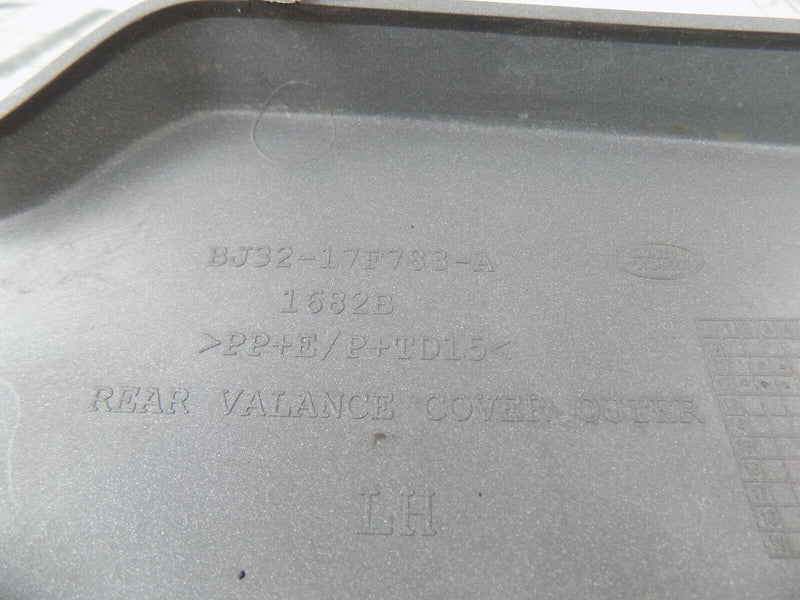 BJ32-17F783-A
1682B
>PP+E/P+TD15<
REAR VALANCE COVER OUTER
LH